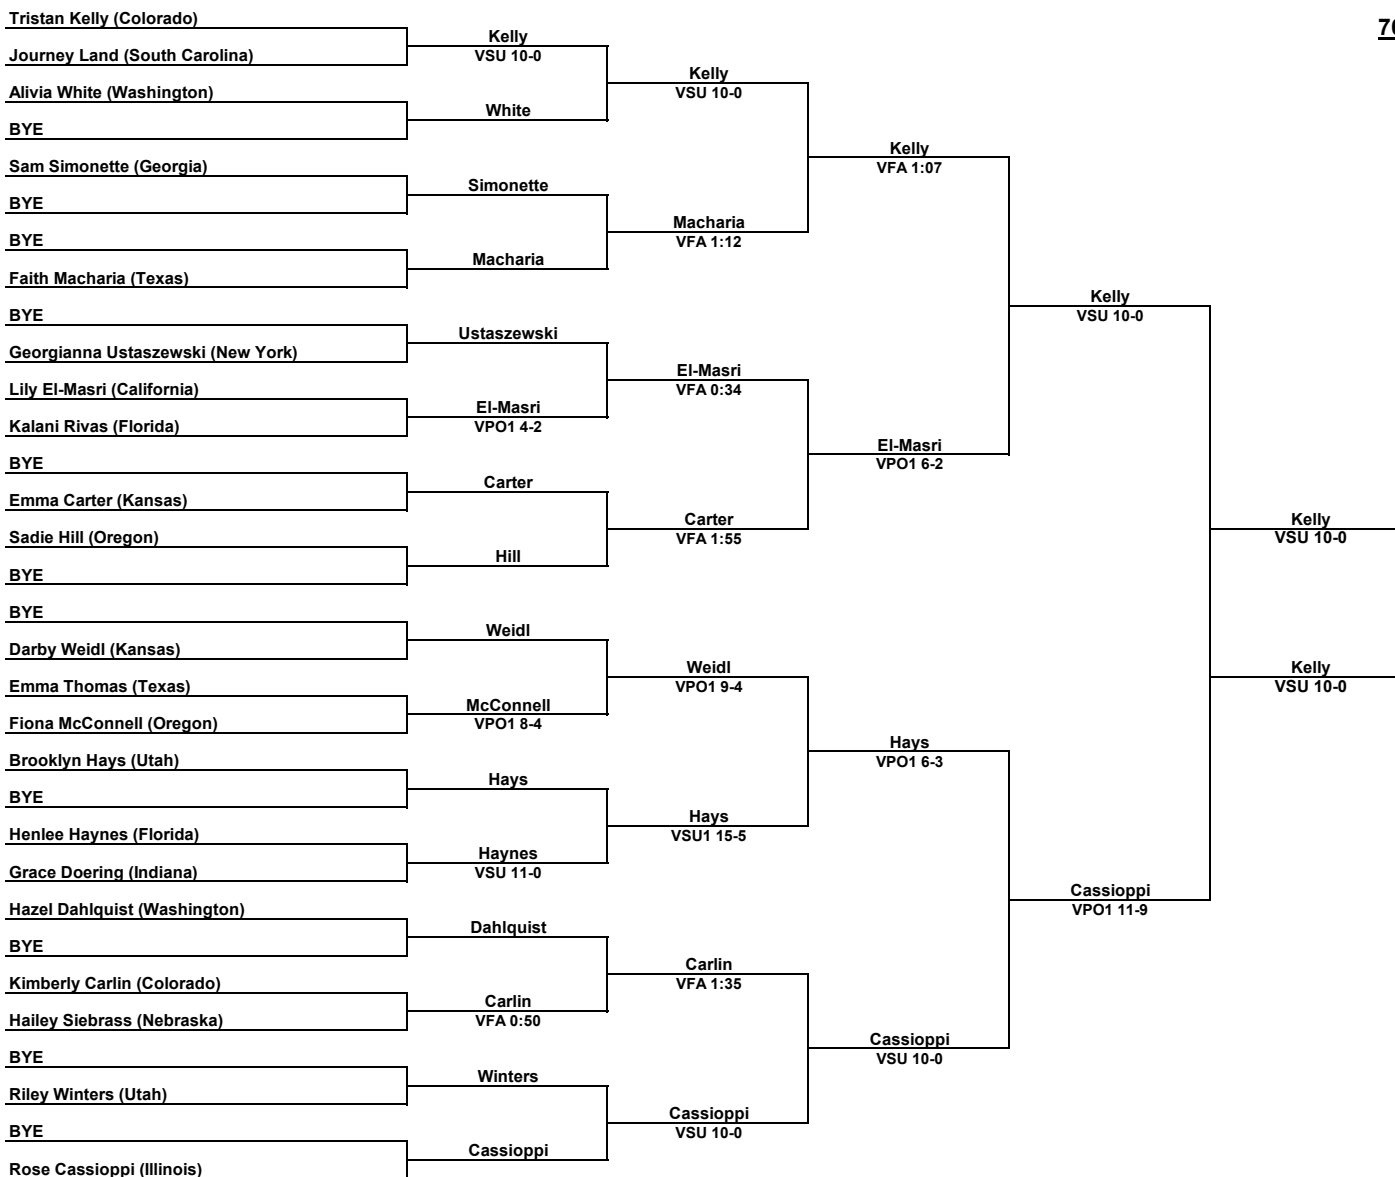 Tristan Kelly (Colorado)
Journey Land (South Carolina)
Alivia White (Washington)
BYE
Sam Simonette (Georgia)
BYE
BYE
Faith Macharia (Texas)
BYE
Georgianna Ustaszewski (New York)
Lily El-Masri (California)
Kalani Rivas (Florida)
BYE
Emma Carter (Kansas)
Sadie Hill (Oregon)
BYE
BYE
Darby Weidl (Kansas)
Emma Thomas (Texas)
Fiona McConnell (Oregon)
Brooklyn Hays (Utah)
BYE
Henlee Haynes (Florida)
Grace Doering (Indiana)
Hazel Dahlquist (Washington)
BYE
Kimberly Carlin (Colorado)
Hailey Siebrass (Nebraska)
BYE
Riley Winters (Utah)
BYE
Rose Cassioppi (Illinois)
Kelly
VSU 10-0
White
Simonette
Macharia
Ustaszewski
El-Masri
VPO1 4-2
Carter
Hill
Weidl
McConnell
VPO1 8-4
Hays
Haynes
VSU 11-0
Dahlquist
Carlin
VFA 0:50
Winters
Cassioppi
Kelly
VSU 10-0
Macharia
VFA 1:12
El-Masri
VFA 0:34
Carter
VFA 1:55
Weidl
VPO1 9-4
Hays
VSU1 15-5
Carlin
VFA 1:35
Cassioppi
VSU 10-0
Kelly
VFA 1:07
El-Masri
VPO1 6-2
Hays
VPO1 6-3
Cassioppi
VSU 10-0
Kelly
VSU 10-0
Cassioppi
VPO1 11-9
Kelly
VSU 10-0
Kelly
VSU 10-0